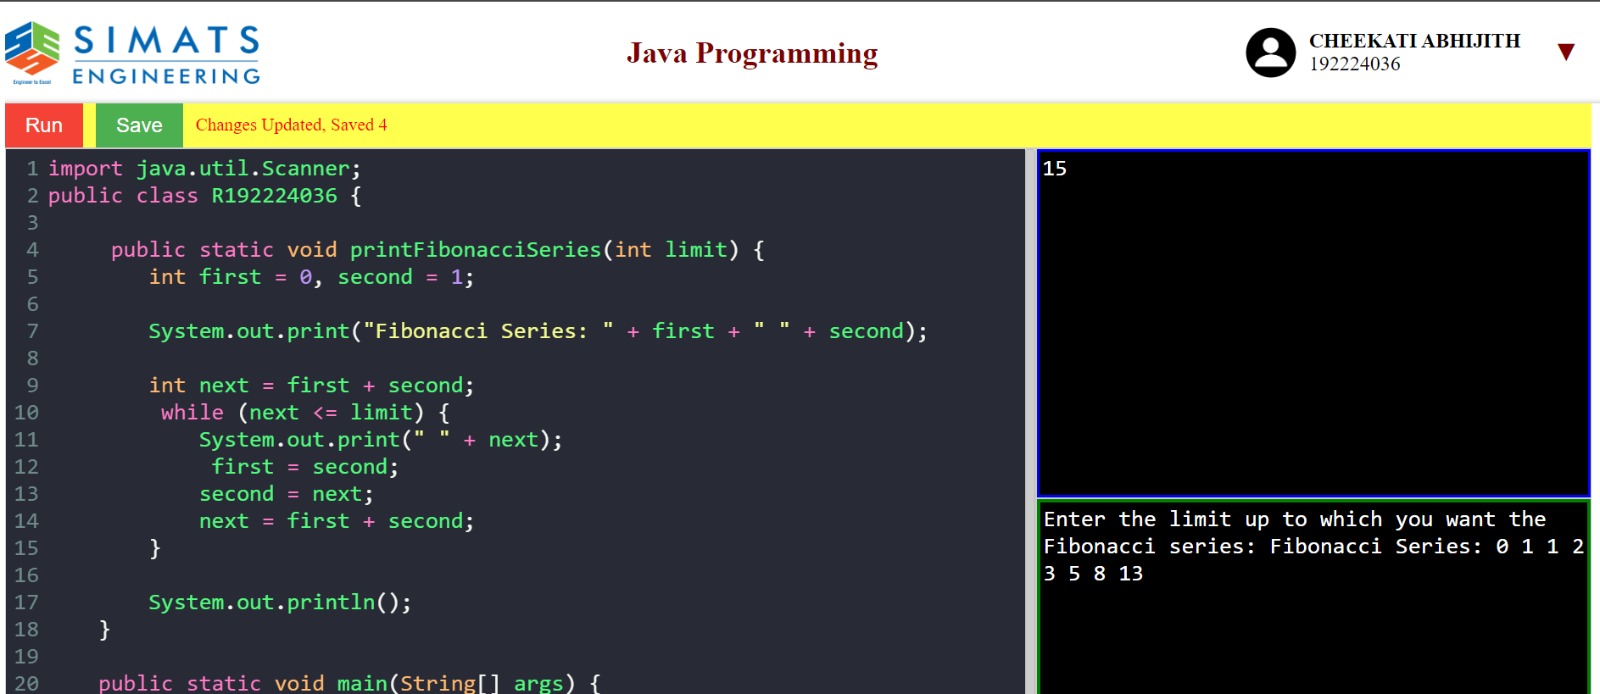 SIMATS
ENGINEERING
Engineer to Excel
Java Programming
CHEEKATI ABHIJITH
192224036
Run
Save
Changes Updated, Saved 4
1 import java.util.Scanner;
2 public class R192224036 {
3
4 public static void printFibonacciSeries(int limit) {
5 int first = 0, second = 1;
6
7 System.out.print("Fibonacci Series: " + first + " " + second);
8
9 int next = first + second;
10 while (next <= limit) {
11 System.out.print(" " + next);
12 first = second;
13 second = next;
14 next = first + second;
15 }
16
17 System.out.println();
18 }
19
20 public static void main(String[] args) {
15
Enter the limit up to which you want the
Fibonacci series: Fibonacci Series: 0 1 1 2
3 5 8 13